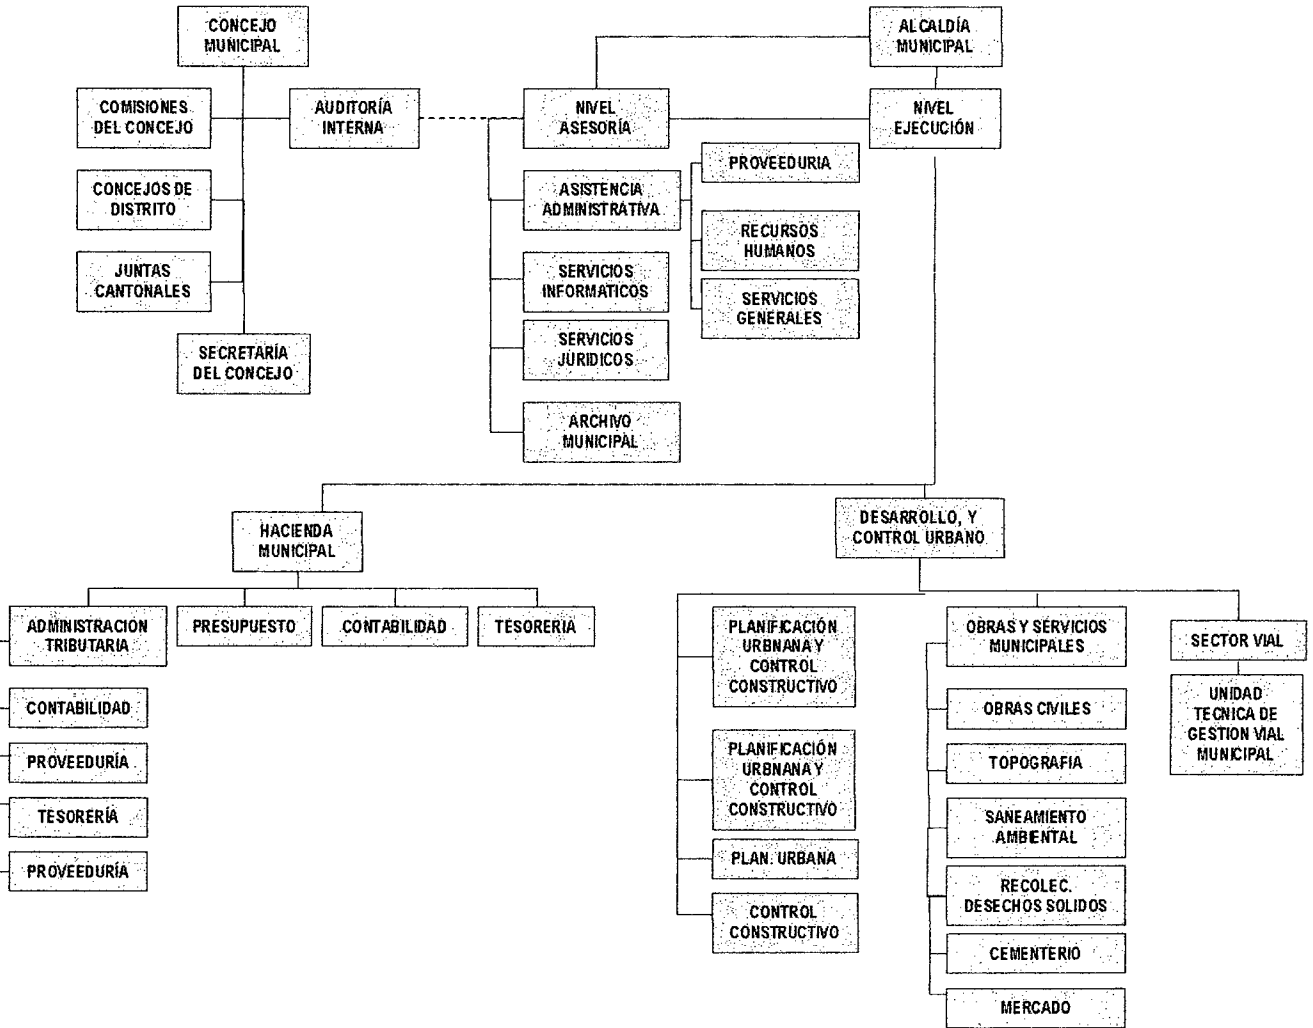 CONCEJO
MUNICIPAL
ALCALDÍA
MUNICIPAL
COMISIONES
DEL CONCEJO
AUDITORÍA
INTERNA
NIVEL
ASESORÍA
NIVEL
EJECUCIÓN
PROVEEDURIA
CONCEJOS DE
DISTRITO
ASISTENCIA
ADMINISTRATIVA
RECURSOS
HUMANOS
JUNTAS
CANTONALES
SERVICIOS
INFORMATICOS
SERVICIOS
GENERALES
SECRETARÍA
DEL CONCEJO
SERVICIOS
JURIDICOS
ARCHIVO
MUNICIPAL
HACIENDA
MUNICIPAL
DESARROLLO, Y
CONTROL URBANO
ADMINISTRACION
TRIBUTARIA
PRESUPUESTO
CONTABILIDAD
TESORERIA
CONTABILIDAD
PROVEEDURÍA
TESORERÍA
PROVEEDURÍA
PLANIFICACIÓN
URBNANA Y
CONTROL
CONSTRUCTIVO
PLANIFICACIÓN
URBNANA Y
CONTROL
CONSTRUCTIVO
PLAN. URBANA
CONTROL
CONSTRUCTIVO
OBRAS Y SERVICIOS
MUNICIPALES
OBRAS CIVILES
TOPOGRAFIA
SANEAMIENTO
AMBIENTAL
RECOLEC.
DESECHOS SOLIDOS
CEMENTERIO
MERCADO
SECTOR VIAL
UNIDAD
TECNICA DE
GESTION VIAL
MUNICIPAL